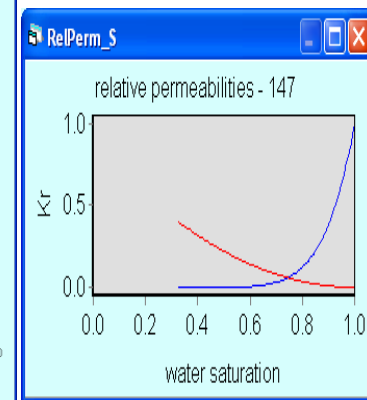 RelPerm_S
relative permeabilities - 147
1.0
Kr
0.5
0.0
0.0 0.2 0.4 0.6 0.8 1.0
water saturation